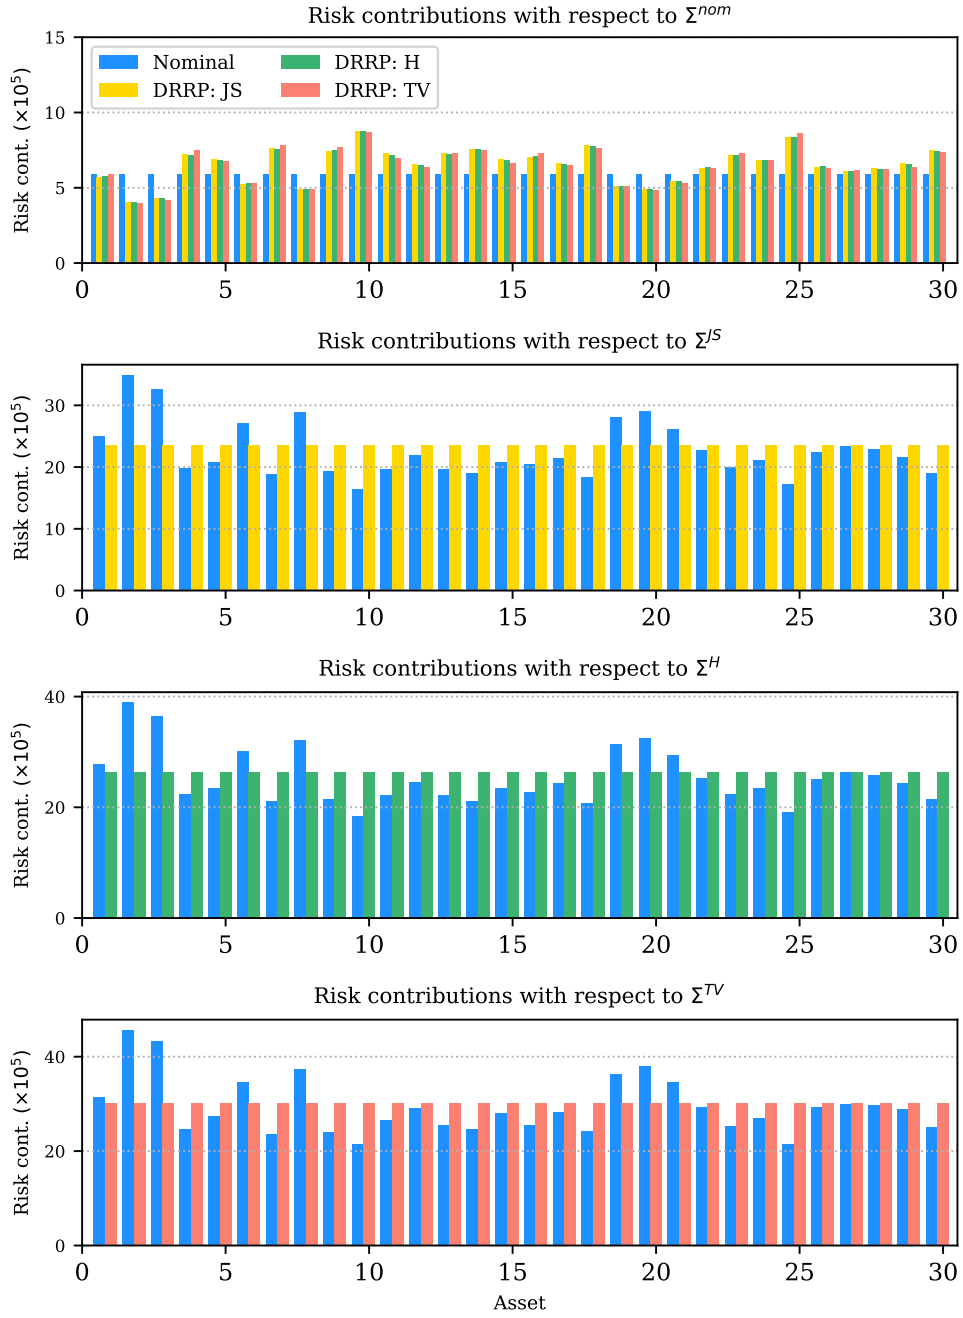 Risk contributions with respect to Σ^nom
Risk cont. (×10^5)
15
10
5
0
Nominal
DRRP: JS
DRRP: H
DRRP: TV
0 5 10 15 20 25 30
Risk contributions with respect to Σ^JS
Risk cont. (×10^5)
30
20
10
0
0 5 10 15 20 25 30
Risk contributions with respect to Σ^H
Risk cont. (×10^5)
40
20
0
0 5 10 15 20 25 30
Risk contributions with respect to Σ^TV
Risk cont. (×10^5)
40
20
0
0 5 10 15 20 25 30
Asset